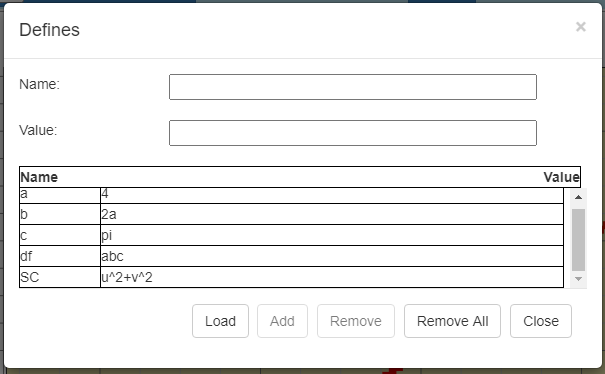 Defines ×
Name:
Value:
Name Value
a 4
b 2a
c pi
df abc
SC u^2+v^2
Load Add Remove Remove All Close